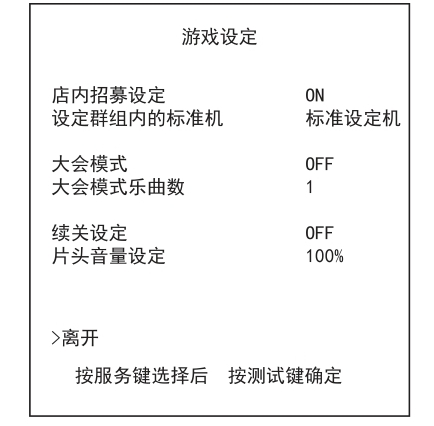 游戏设定
店内招募设定 ON
设定群组内的标准机 标准设定机
大会模式 OFF
大会模式乐曲数 1
续关设定 OFF
片头音量设定 100%
>离开
按服务键选择后 按测试键确定